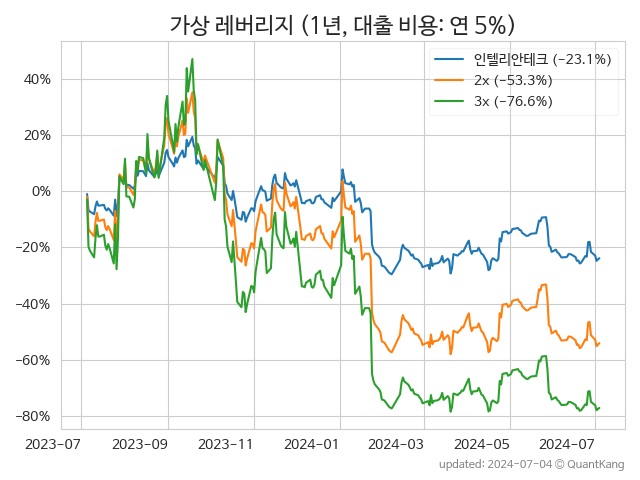 가상 레버리지 (1년, 대출 비용: 연 5%)
인텔리안테크 (−23.1%)
2x (−53.3%)
3x (−76.6%)
40%
20%
0%
−20%
−40%
−60%
−80%
2023-07
2023-09
2023-11
2024-01
2024-03
2024-05
2024-07
updated: 2024-07-04 © QuantKang